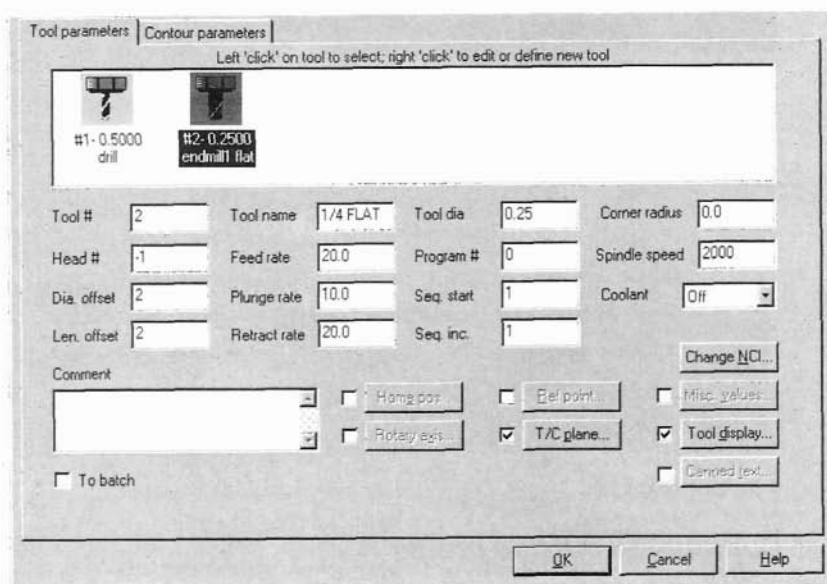 Tool parameters Contour parameters
Left 'click' on tool to select; right 'click' to edit or define new tool
#1- 0.5000 drill
#2- 0.2500 endmill1 flat
Tool # 2 Tool name 1/4 FLAT Tool dia 0.25 Corner radius 0.0
Head # -1 Feed rate 20.0 Program # 0 Spindle speed 2000
Dia. offset 2 Plunge rate 10.0 Seq. start 1 Coolant Off
Len. offset 2 Retract rate 20.0 Seq. inc. 1
Change NCI...
Comment
Home pos... Ref point... Misc. values...
Rotary axis... T/C plane... Tool display...
To batch Canned text...
OK Cancel Help